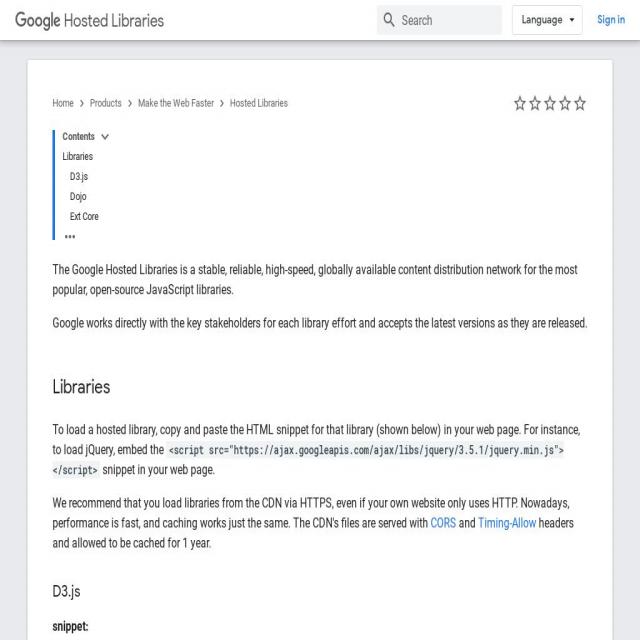 Google Hosted Libraries
Search
Language
Sign in
Home > Products > Make the Web Faster > Hosted Libraries
Contents
Libraries
D3.js
Dojo
Ext Core
•••
The Google Hosted Libraries is a stable, reliable, high-speed, globally available content distribution network for the most
popular, open-source JavaScript libraries.
Google works directly with the key stakeholders for each library effort and accepts the latest versions as they are released.
Libraries
To load a hosted library, copy and paste the HTML snippet for that library (shown below) in your web page. For instance,
to load jQuery, embed the <script src="https://ajax.googleapis.com/ajax/libs/jquery/3.5.1/jquery.min.js">
</script> snippet in your web page.
We recommend that you load libraries from the CDN via HTTPS, even if your own website only uses HTTP. Nowadays,
performance is fast, and caching works just the same. The CDN's files are served with CORS and Timing-Allow headers
and allowed to be cached for 1 year.
D3.js
snippet: